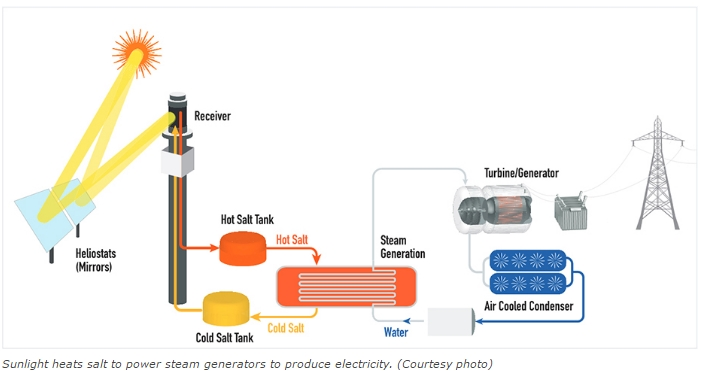 Receiver
Turbine/Generator
Hot Salt Tank
Hot Salt
Steam
Generation
Heliostats
(Mirrors)
Air Cooled Condenser
Cold Salt
Water
Cold Salt Tank
Sunlight heats salt to power steam generators to produce electricity. (Courtesy photo)